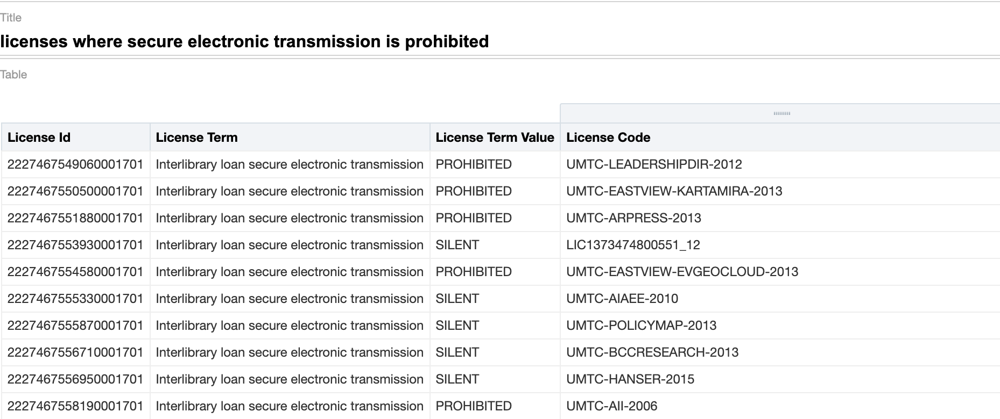 Title
licenses where secure electronic transmission is prohibited
Table
License Id License Term License Term Value License Code
2227467549060001701 Interlibrary loan secure electronic transmission PROHIBITED UMTC-LEADERSHIPDIR-2012
2227467550500001701 Interlibrary loan secure electronic transmission PROHIBITED UMTC-EASTVIEW-KARTAMIRA-2013
2227467551880001701 Interlibrary loan secure electronic transmission PROHIBITED UMTC-ARPRESS-2013
2227467553930001701 Interlibrary loan secure electronic transmission SILENT LIC1373474800551_12
2227467554580001701 Interlibrary loan secure electronic transmission PROHIBITED UMTC-EASTVIEW-EVGEOCLOUD-2013
2227467555330001701 Interlibrary loan secure electronic transmission SILENT UMTC-AIAEE-2010
2227467555870001701 Interlibrary loan secure electronic transmission SILENT UMTC-POLICYMAP-2013
2227467556710001701 Interlibrary loan secure electronic transmission SILENT UMTC-BCCRESEARCH-2013
2227467556950001701 Interlibrary loan secure electronic transmission SILENT UMTC-HANSER-2015
2227467558190001701 Interlibrary loan secure electronic transmission PROHIBITED UMTC-AII-2006